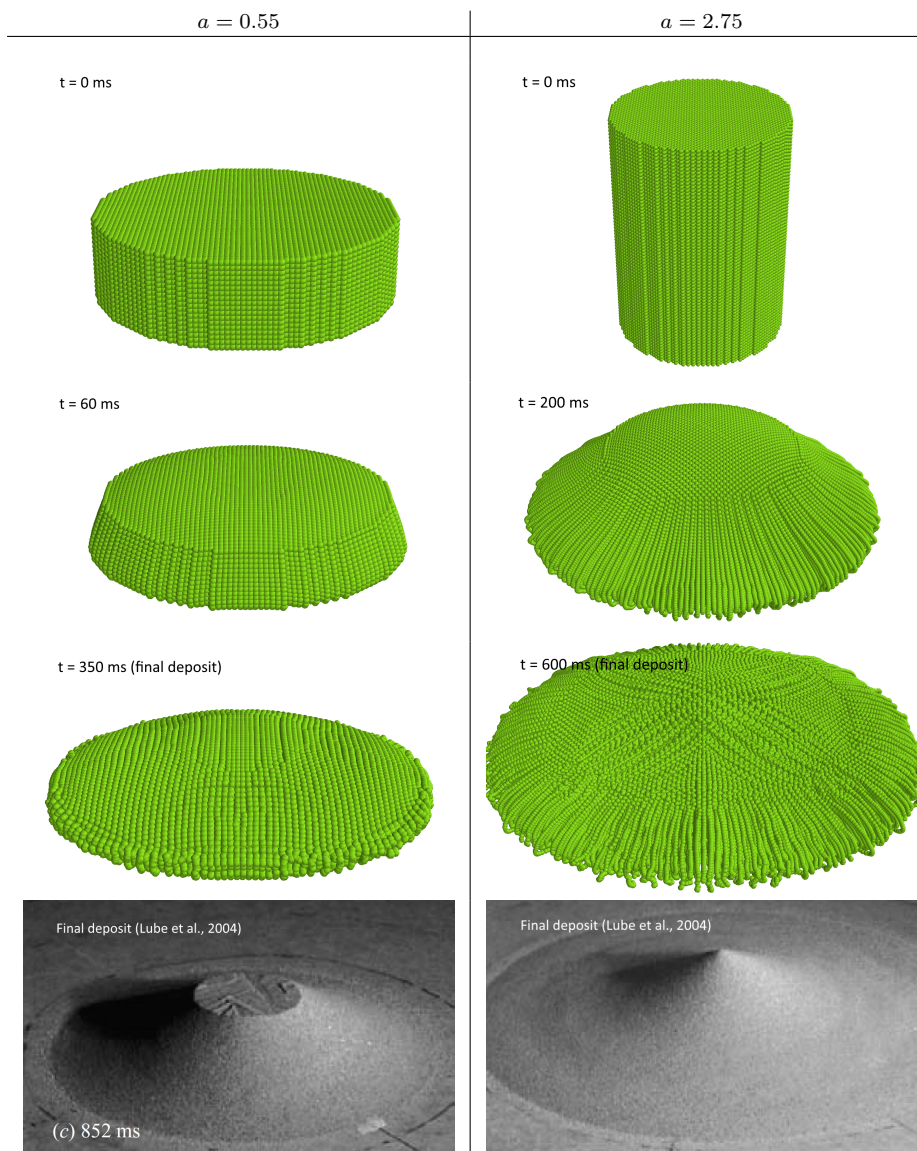 a = 0.55
a = 2.75
t = 0 ms
t = 0 ms
t = 60 ms
t = 200 ms
t = 350 ms (final deposit)
t = 600 ms (final deposit)
Final deposit (Lube et al., 2004)
Final deposit (Lube et al., 2004)
(c) 852 ms